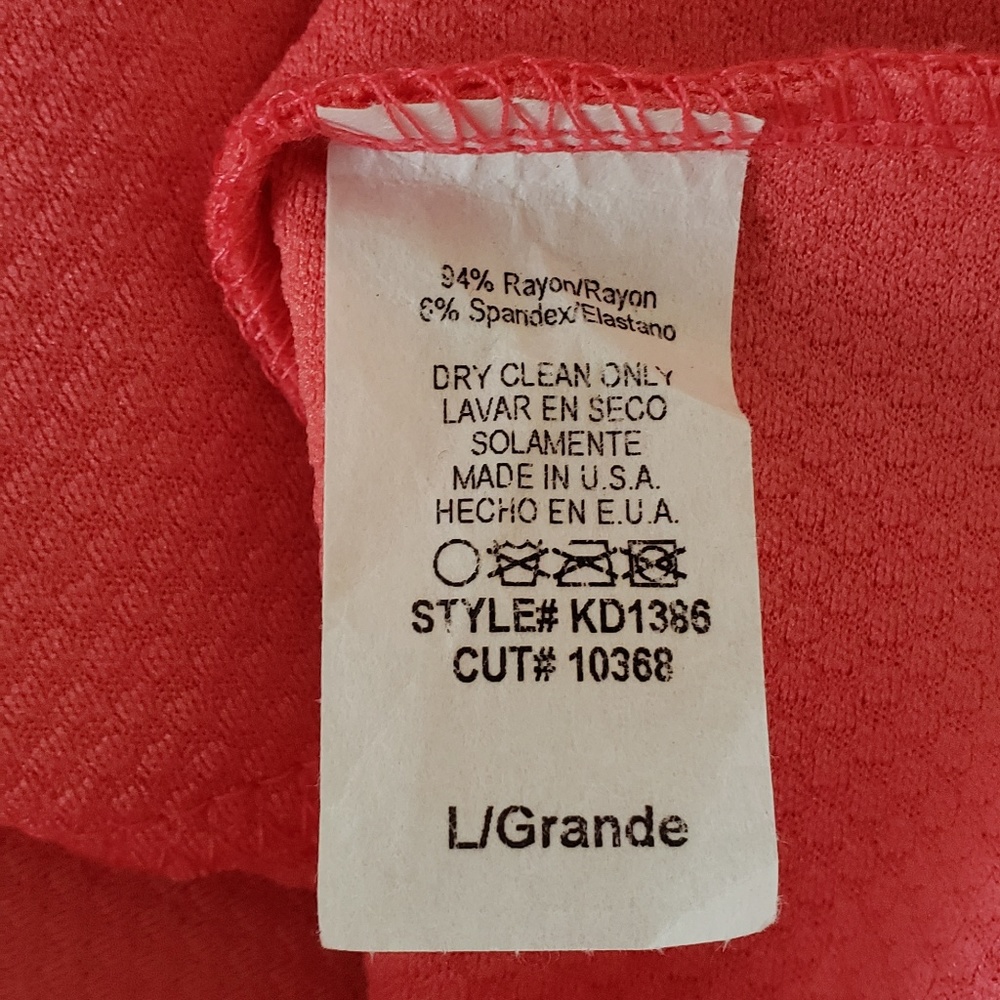 94% Rayon/Rayon
6% Spandex/Elastano
DRY CLEAN ONLY
LAVAR EN SECO
SOLAMENTE
MADE IN U.S.A.
HECHO EN E.U.A.
STYLE# KD1386
CUT# 10368
L/Grande